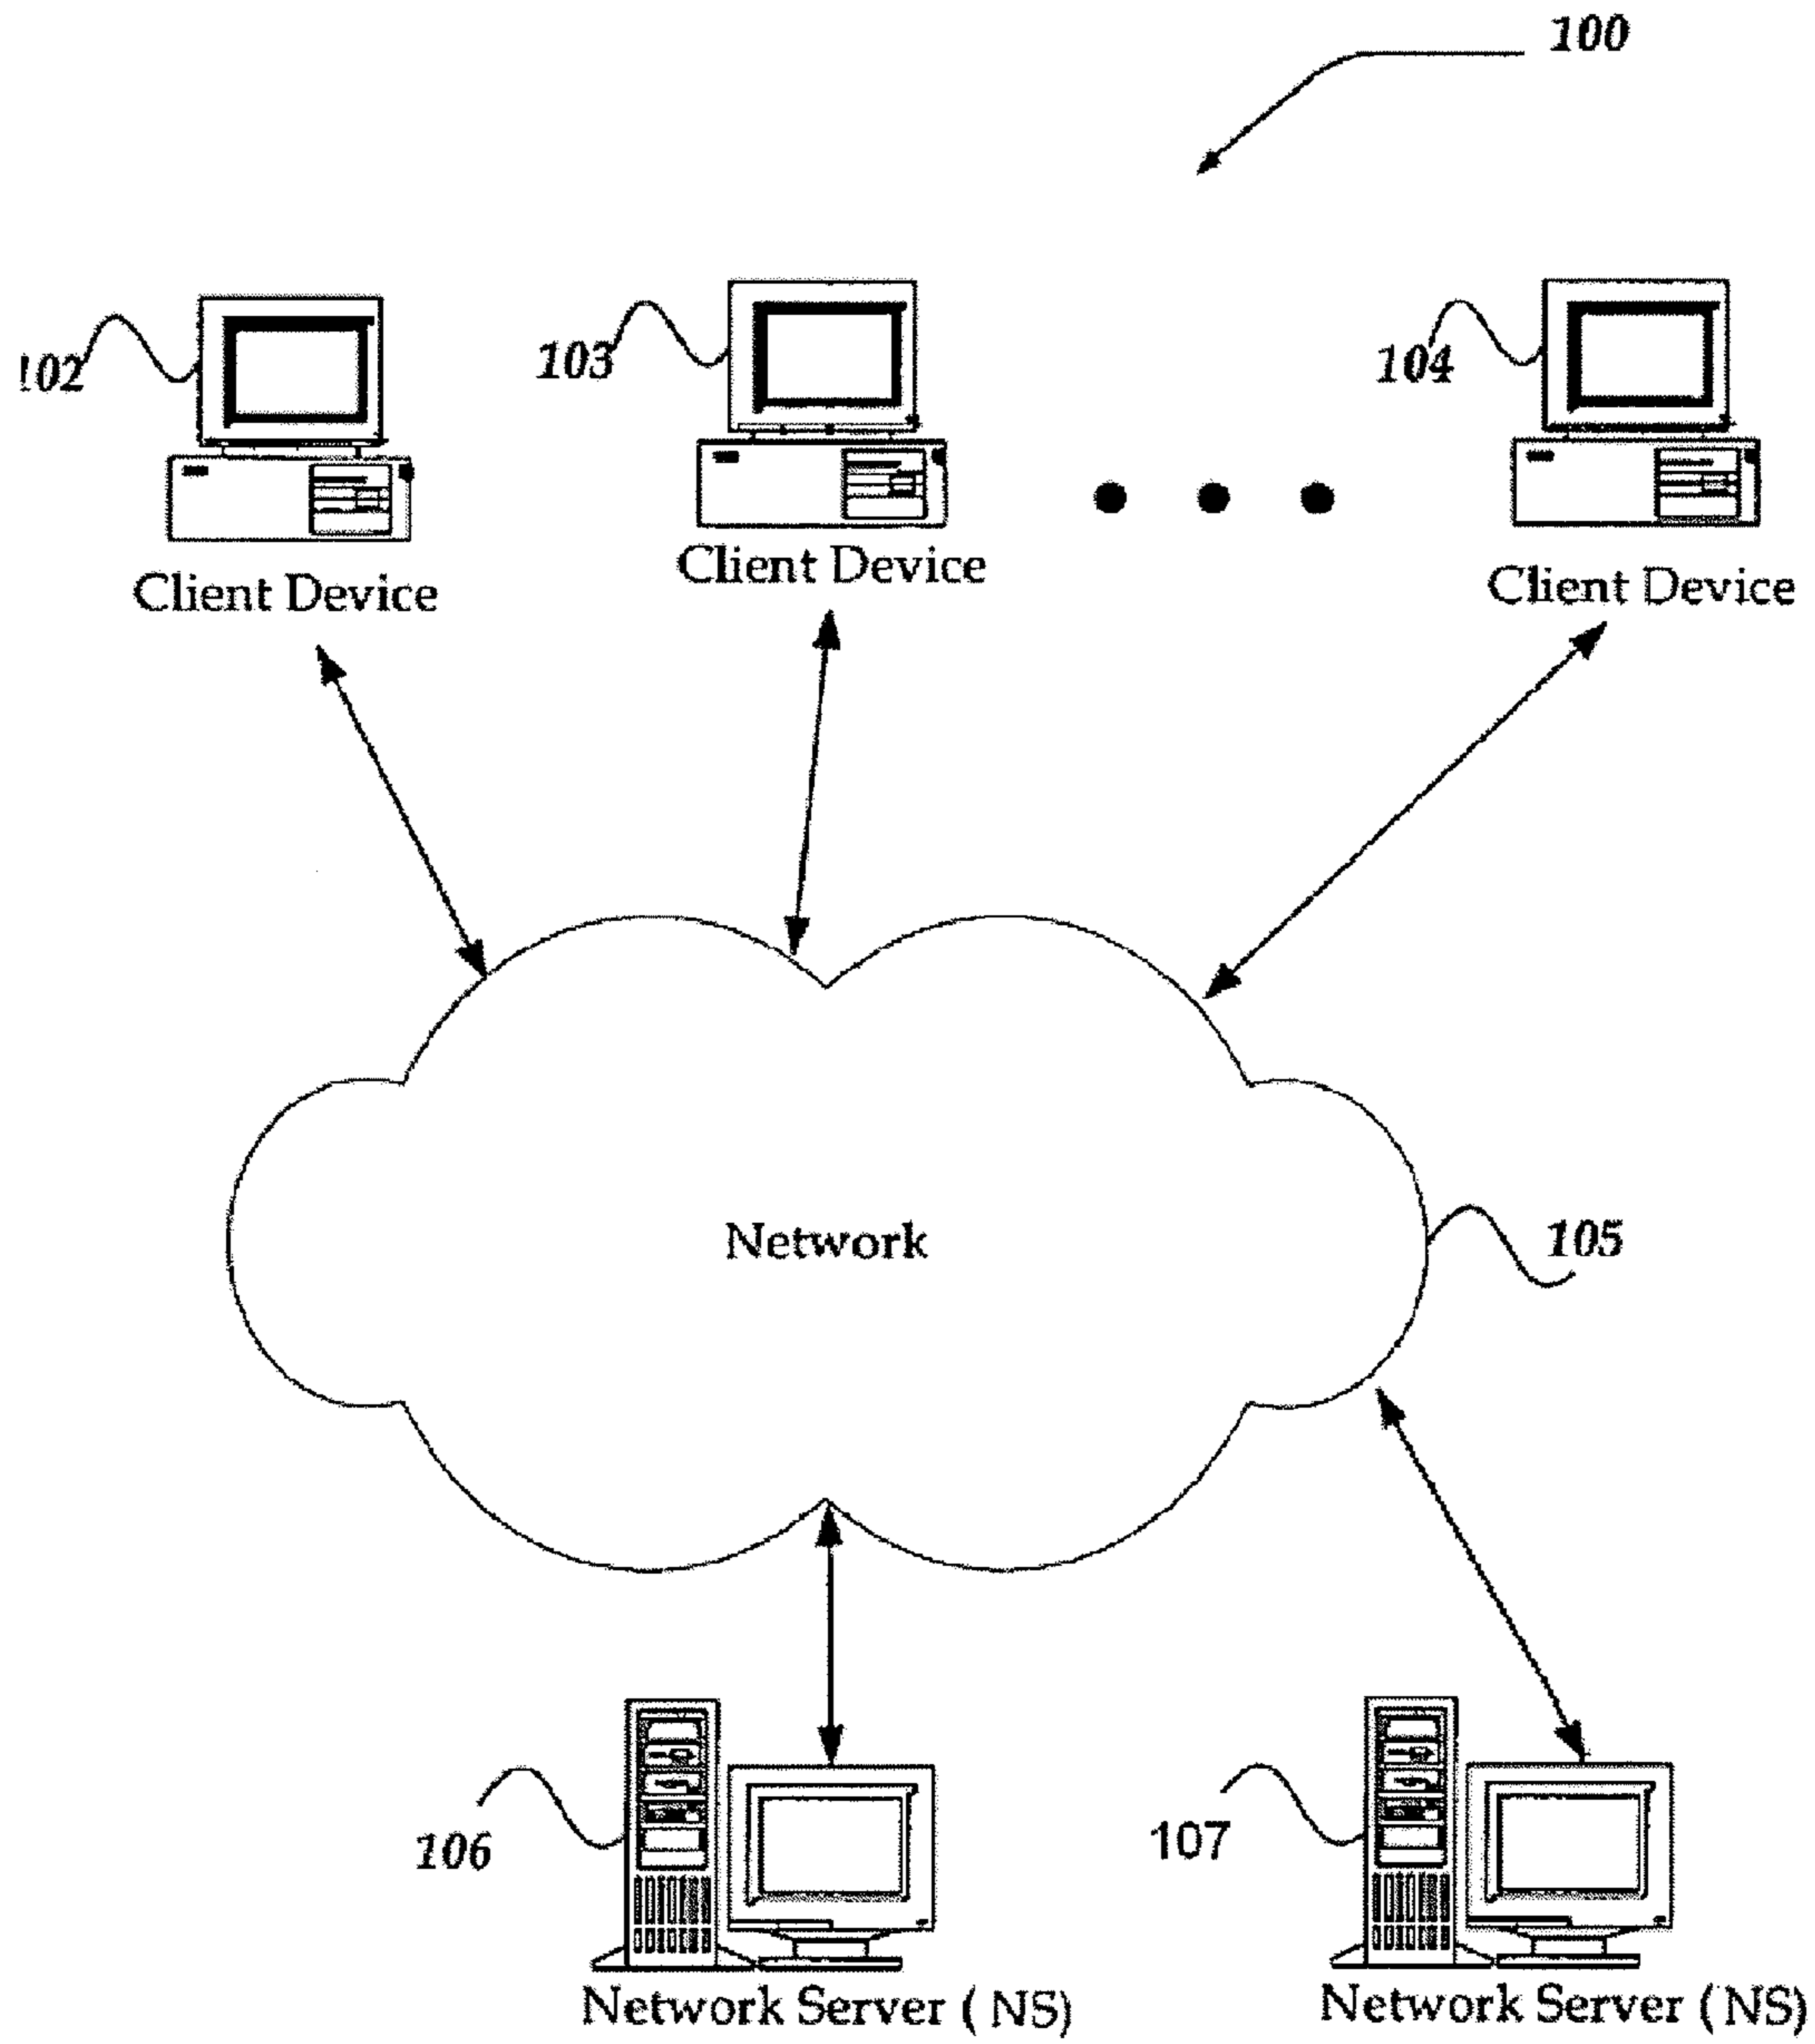 100
102
103
104
Client Device
Client Device
Client Device
Network
105
106
107
Network Server ( NS)
Network Server ( NS)